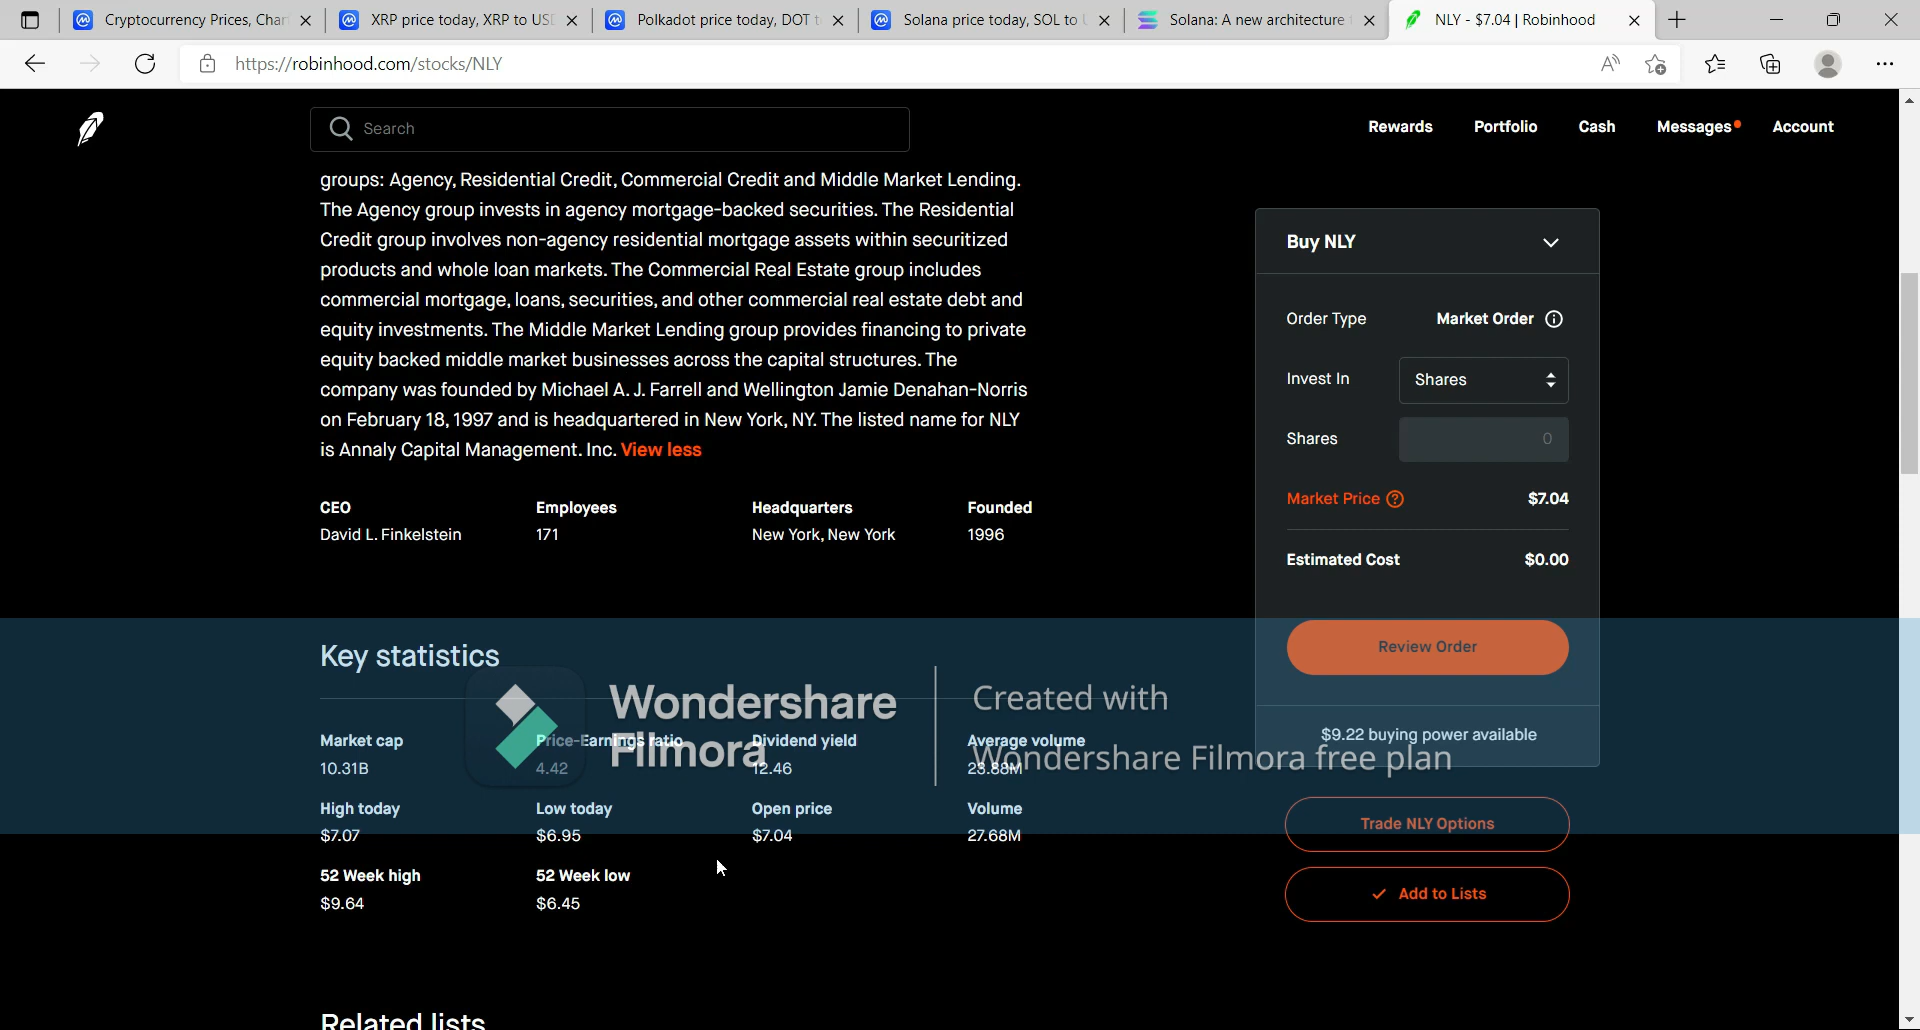 Cryptocurrency Prices, Char
XRP price today, XRP to US
Polkadot price today, DOT t
Solana price today, SOL to
Solana: A new architecture
NLY - $7.04 | Robinhood
https://robinhood.com/stocks/NLY
Search
Rewards
Portfolio
Cash
Messages
Account
groups: Agency, Residential Credit, Commercial Credit and Middle Market Lending.
The Agency group invests in agency mortgage-backed securities. The Residential
Credit group involves non-agency residential mortgage assets within securitized
products and whole loan markets. The Commercial Real Estate group includes
commercial mortgage, loans, securities, and other commercial real estate debt and
equity investments. The Middle Market Lending group provides financing to private
equity backed middle market businesses across the capital structures. The
company was founded by Michael A. J. Farrell and Wellington Jamie Denahan-Norris
on February 18, 1997 and is headquartered in New York, NY. The listed name for NLY
is Annaly Capital Management. Inc. View less
CEO
David L. Finkelstein
Employees
171
Headquarters
New York, New York
Founded
1996
Key statistics
Market cap
10.31B
Price-Earnings ratio
4.42
Dividend yield
12.46
Average volume
23.88M
High today
$7.07
Low today
$6.95
Open price
$7.04
Volume
27.68M
52 Week high
$9.64
52 Week low
$6.45
Related lists
Buy NLY
Order Type
Market Order
Invest In
Shares
Shares
0
Market Price
$7.04
Estimated Cost
$0.00
Review Order
$9.22 buying power available
Trade NLY Options
Add to Lists
Wondershare
Filmora
Created with
Wondershare Filmora free plan